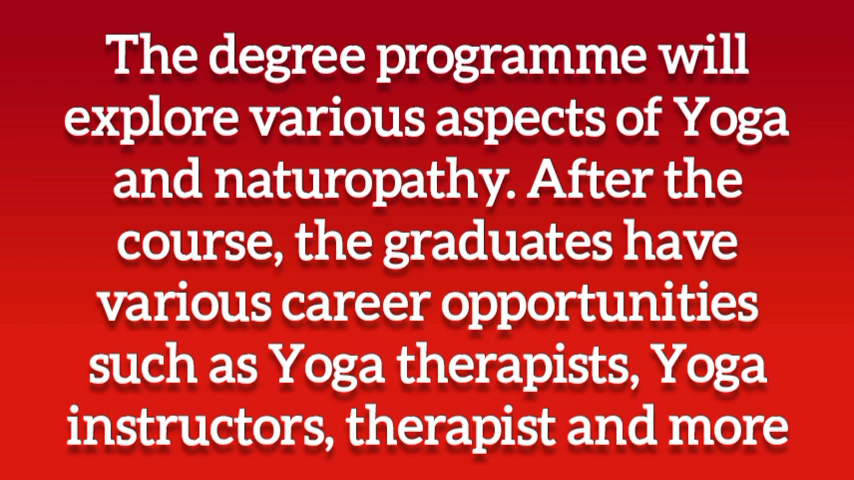 The degree programme will
explore various aspects of Yoga
and naturopathy. After the
course, the graduates have
various career opportunities
such as Yoga therapists, Yoga
instructors, therapist and more